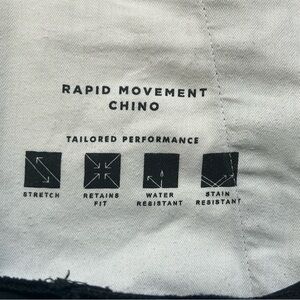 RAPID MOVEMENT
CHINO
TAILORED PERFORMANCE
STRETCH
RETAINS
FIT
WATER
RESISTANT
STAIN
RESISTANT